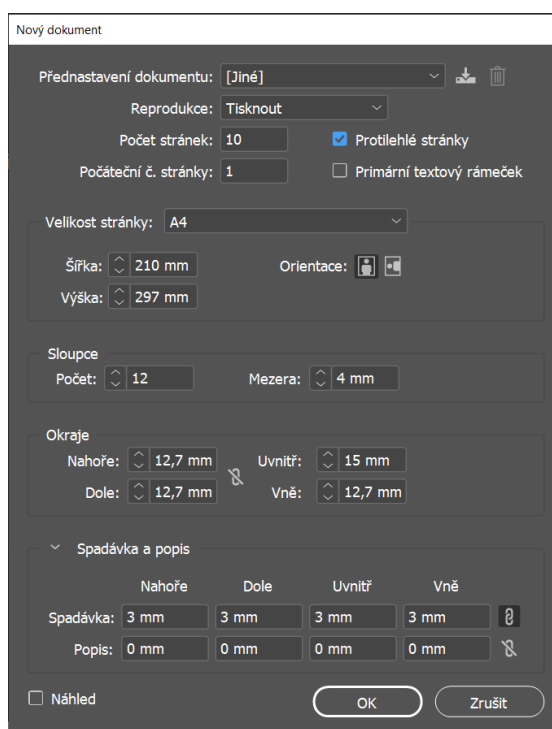 Nový dokument
Přednastavení dokumentu: [Jiné]
Reprodukce: Tisknout
Počet stránek: 10 Protilehlé stránky
Počáteční č. stránky: 1 Primární textový rámeček
Velikost stránky: A4
Šířka: 210 mm Orientace:
Výška: 297 mm
Sloupce
Počet: 12 Mezera: 4 mm
Okraje
Nahoře: 12,7 mm Uvnitř: 15 mm
Dole: 12,7 mm Vně: 12,7 mm
Spadávka a popis
Nahoře Dole Uvnitř Vně
Spadávka: 3 mm 3 mm 3 mm 3 mm
Popis: 0 mm 0 mm 0 mm 0 mm
Náhled OK Zrušit